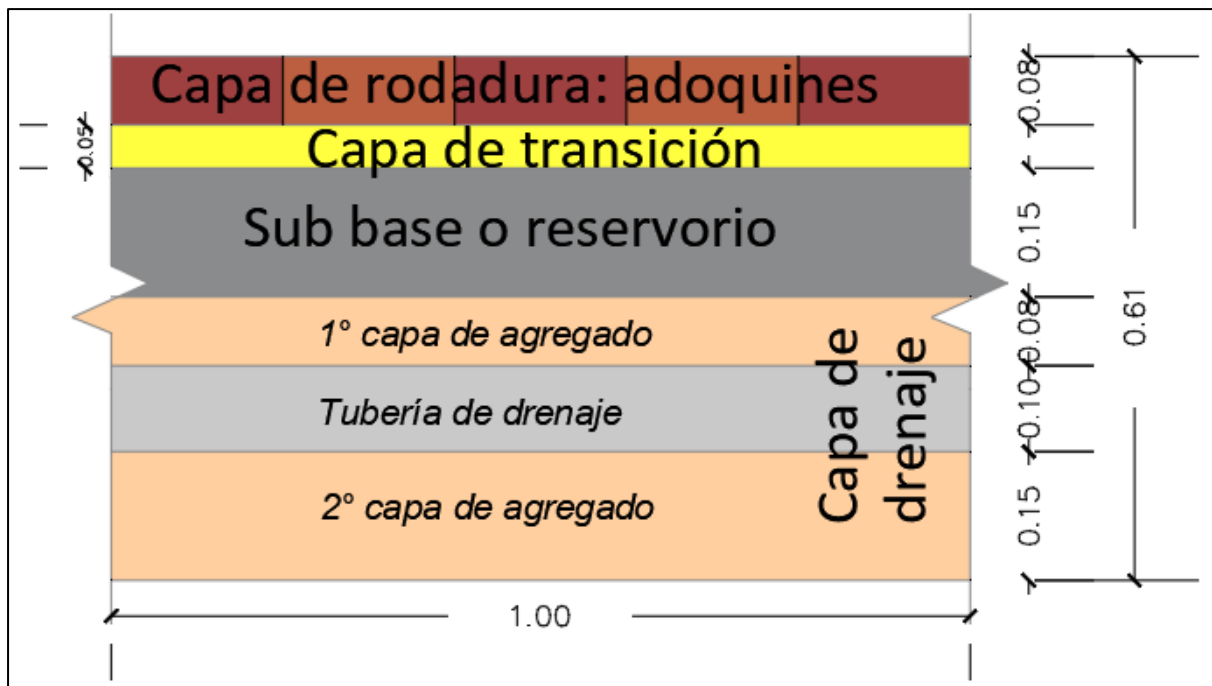 Capa de rodadura: adoquines
0.08
0.05
Capa de transición
Sub base o reservorio
0.15
0.61
1° capa de agregado
0.08
Capa de
drenaje
Tubería de drenaje
0.10
2° capa de agregado
0.15
1.00